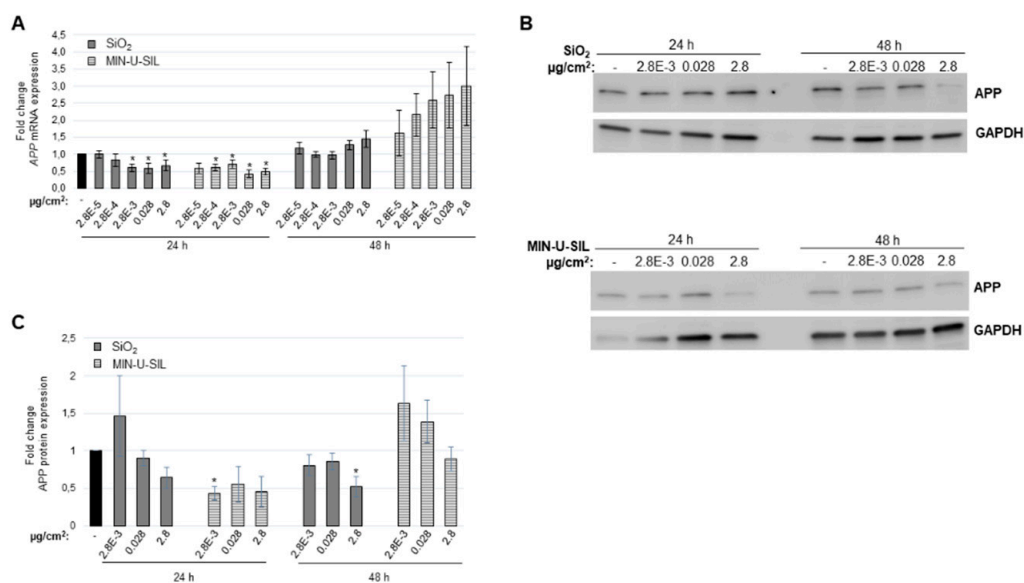 A
Fold change
APP mRNA expression
4,5
4,0
3,5
3,0
2,5
2,0
1,5
1,0
0,5
0,0
SiO₂
MIN-U-SIL
* * * * * * *
µg/cm²:
- 2.8E-5 2.8E-4 2.8E-3 0.028 2.8 2.8E-5 2.8E-4 2.8E-3 0.028 2.8 2.8E-5 2.8E-4 2.8E-3 0.028 2.8 2.8E-5 2.8E-4 2.8E-3 0.028 2.8
24 h 48 h
B
24 h 48 h
SiO₂
µg/cm²: - 2.8E-3 0.028 2.8 - 2.8E-3 0.028 2.8
APP
GAPDH
24 h 48 h
MIN-U-SIL
µg/cm²: - 2.8E-3 0.028 2.8 - 2.8E-3 0.028 2.8
APP
GAPDH
C
Fold change
APP protein expression
2,5
2
1,5
1
0,5
0
SiO₂
MIN-U-SIL
* *
µg/cm²:
- 2.8E-3 0.028 2.8 2.8E-3 0.028 2.8 2.8E-3 0.028 2.8 2.8E-3 0.028 2.8
24 h 48 h